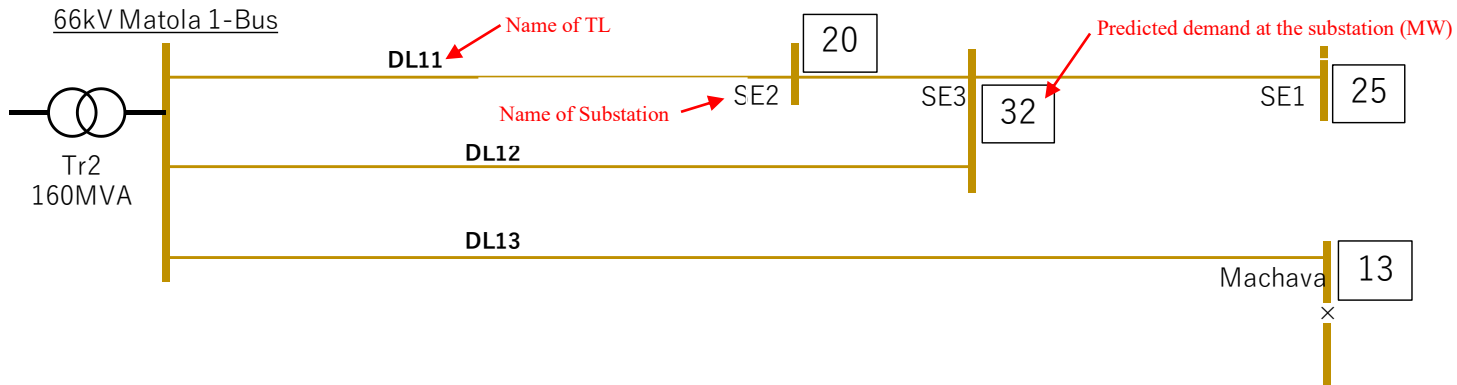 66kV Matola 1-Bus
Name of TL
20
Predicted demand at the substation (MW)
DL11
SE2
SE3
SE1
25
Name of Substation
32
DL12
Tr2
160MVA
DL13
Machava
13
×